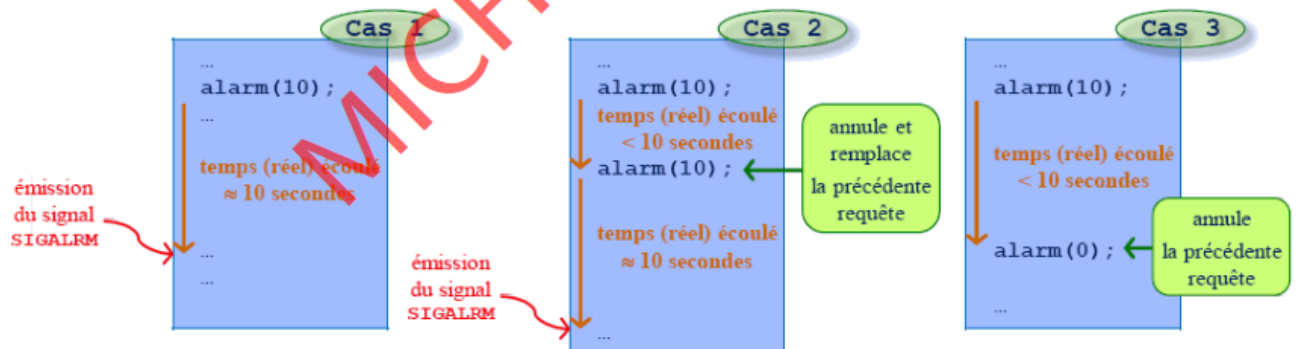 Cas 1
...
alarm(10);
...
temps (réel) écoulé
≈ 10 secondes
émission
du signal
SIGALRM
...
...
Cas 2
...
alarm(10);
temps (réel) écoulé
< 10 secondes
alarm(10);
annule et
remplace
la précédente
requête
temps (réel) écoulé
≈ 10 secondes
émission
du signal
SIGALRM
...
Cas 3
...
alarm(10);
temps (réel) écoulé
< 10 secondes
alarm(0);
annule
la précédente
requête
...